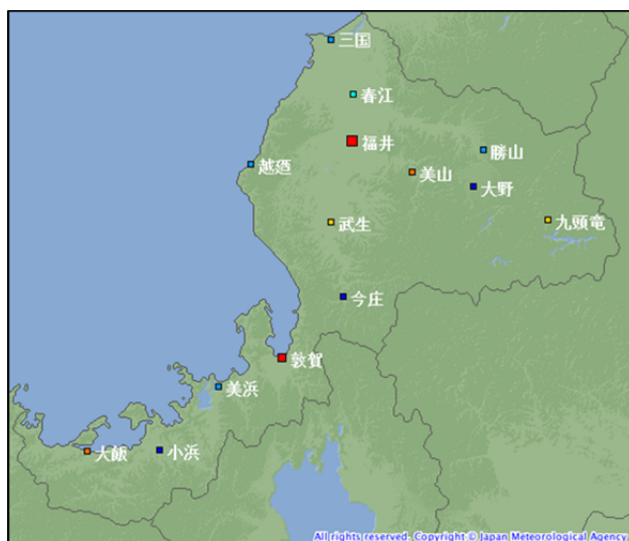 三国
春江
福井
勝山
越廼
美山
大野
武生
九頭竜
今庄
敦賀
美浜
大飯
小浜
All rights reserved. Copyright © Japan Meteorological Agency